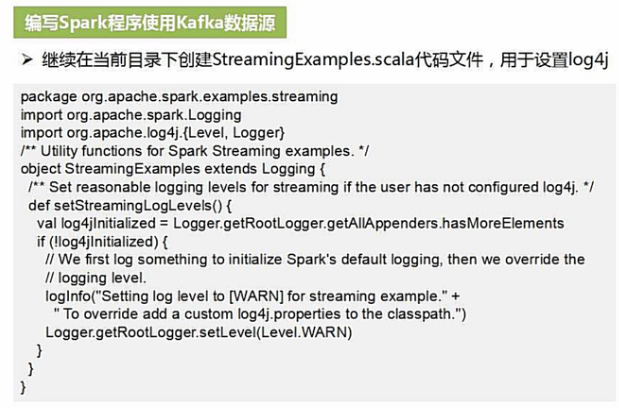 编写Spark程序使用Kafka数据源
➢ 继续在当前目录下创建StreamingExamples.scala代码文件，用于设置log4j
package org.apache.spark.examples.streaming
import org.apache.spark.Logging
import org.apache.log4j.{Level, Logger}
/** Utility functions for Spark Streaming examples. */
object StreamingExamples extends Logging {
  /** Set reasonable logging levels for streaming if the user has not configured log4j. */
  def setStreamingLogLevels() {
    val log4jInitialized = Logger.getRootLogger.getAllAppenders.hasMoreElements
    if (!log4jInitialized) {
      // We first log something to initialize Spark's default logging, then we override the
      // logging level.
      logInfo("Setting log level to [WARN] for streaming example." +
        " To override add a custom log4j.properties to the classpath.")
      Logger.getRootLogger.setLevel(Level.WARN)
    }
  }
}